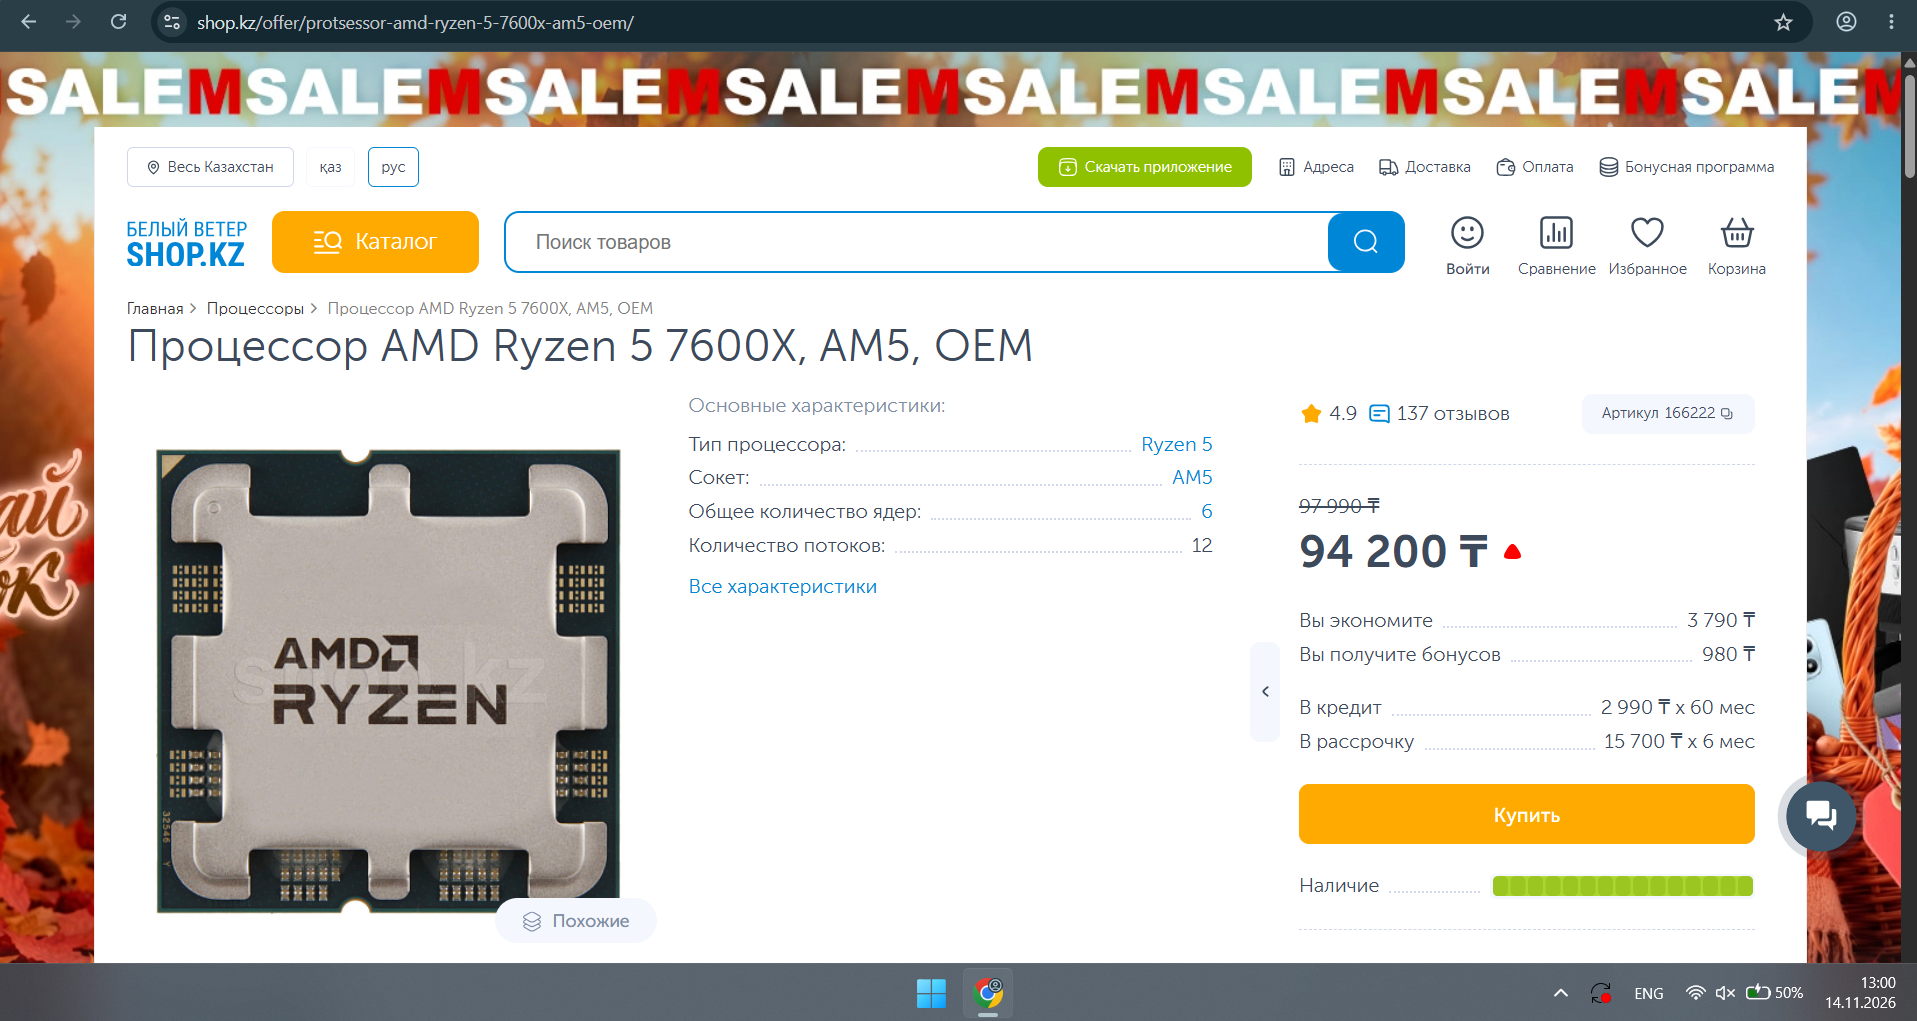 shop.kz/offer/protsessor-amd-ryzen-5-7600x-am5-oem/
SALEMSALEMSALEMSALEMSALEMSALEMSALEMSALEM
Весь Казахстан қаз рус Скачать приложение Адреса Доставка Оплата Бонусная программа
БЕЛЫЙ ВЕТЕР
SHOP.KZ
Каталог Поиск товаров
Войти Сравнение Избранное Корзина
Главная > Процессоры > Процессор AMD Ryzen 5 7600X, AM5, OEM
Процессор AMD Ryzen 5 7600X, AM5, OEM
AMD
RYZEN
shop.kz
32546 Y
Похожие
Основные характеристики:
Тип процессора: Ryzen 5
Сокет: AM5
Общее количество ядер: 6
Количество потоков: 12
Все характеристики
4.9 137 отзывов Артикул 166222
97 990 ₸
94 200 ₸
Вы экономите 3 790 ₸
Вы получите бонусов 980 ₸
В кредит 2 990 ₸ x 60 мес
В рассрочку 15 700 ₸ x 6 мес
Купить
Наличие
ENG 50% 13:00
14.11.2026